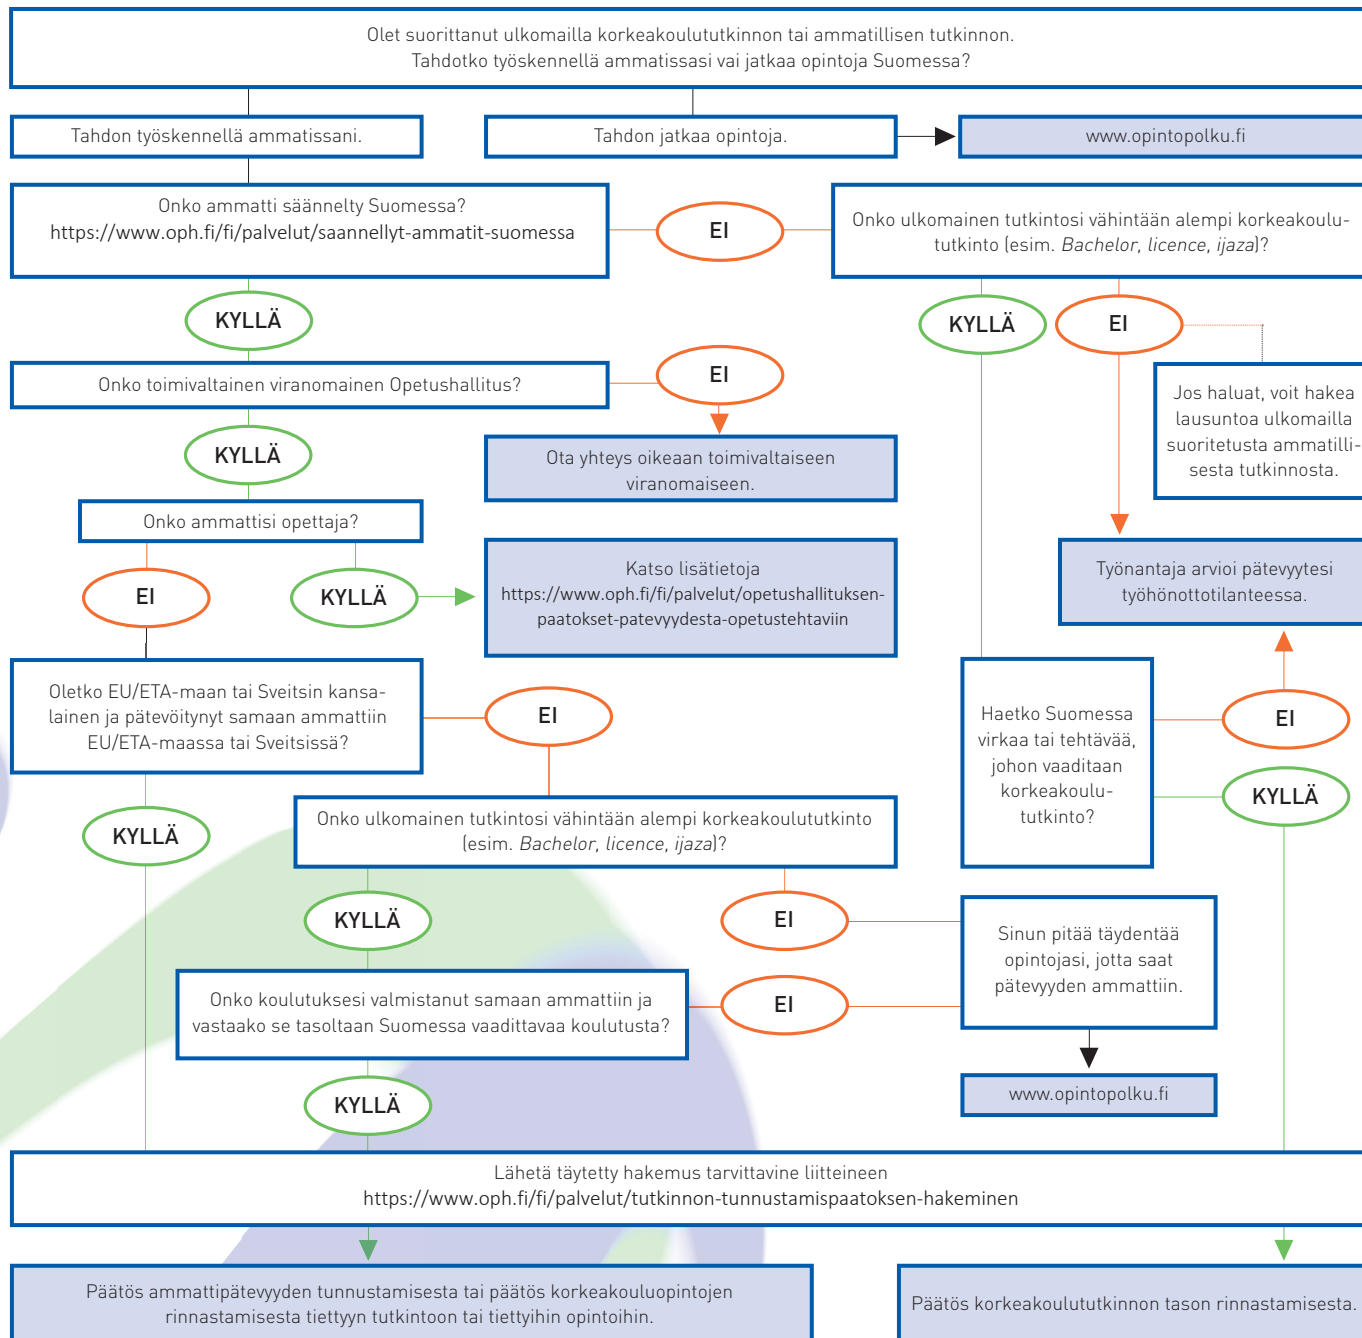 Olet suorittanut ulkomailla korkeakoulututkinnon tai ammatillisen tutkinnon.
Tahdotko työskennellä ammatissasi vai jatkaa opintoja Suomessa?
Tahdon työskennellä ammatissani.
Tahdon jatkaa opintoja.
www.opintopolku.fi
Onko ammatti säännelty Suomessa?
https://www.oph.fi/fi/palvelut/saannellyt-ammatit-suomessa
EI
Onko ulkomainen tutkintosi vähintään alempi korkeakoulu-
tutkinto (esim. Bachelor, licence, ijaza)?
KYLLÄ
KYLLÄ
EI
Onko toimivaltainen viranomainen Opetushallitus?
EI
Jos haluat, voit hakea
lausuntoa ulkomailla
suoritetusta ammatilli-
sesta tutkinnosta.
KYLLÄ
Ota yhteys oikeaan toimivaltaiseen
viranomaiseen.
Onko ammattisi opettaja?
EI
KYLLÄ
Katso lisätietoja
https://www.oph.fi/fi/palvelut/opetushallituksen-
paatokset-patevyydesta-opetustehtaviin
Työnantaja arvioi pätevyytesi
työhönottotilanteessa.
Oletko EU/ETA-maan tai Sveitsin kansa-
lainen ja pätevöitynyt samaan ammattiin
EU/ETA-maassa tai Sveitsissä?
EI
Haetko Suomessa
virkaa tai tehtävää,
johon vaaditaan
korkeakoulu-
tutkinto?
EI
KYLLÄ
KYLLÄ
Onko ulkomainen tutkintosi vähintään alempi korkeakoulututkinto
(esim. Bachelor, licence, ijaza)?
KYLLÄ
EI
Sinun pitää täydentää
opintojasi, jotta saat
pätevyyden ammattiin.
Onko koulutuksesi valmistanut samaan ammattiin ja
vastaako se tasoltaan Suomessa vaadittavaa koulutusta?
EI
www.opintopolku.fi
KYLLÄ
Lähetä täytetty hakemus tarvittavine liitteineen
https://www.oph.fi/fi/palvelut/tutkinnon-tunnustamispaatoksen-hakeminen
Päätös ammattipätevyyden tunnustamisesta tai päätös korkeakouluopintojen
rinnastamisesta tiettyyn tutkintoon tai tiettyihin opintoihin.
Päätös korkeakoulututkinnon tason rinnastamisesta.